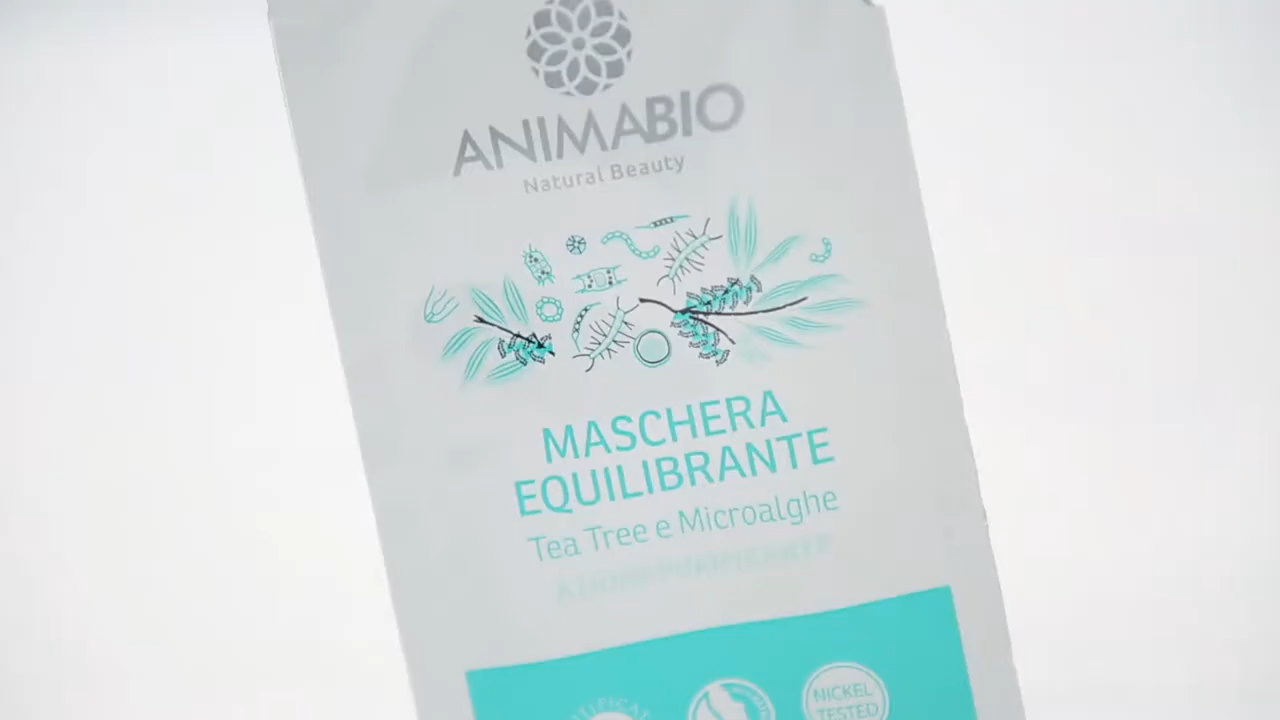 ANIMABIO
Natural Beauty
MASCHERA
EQUILIBRANTE
Tea Tree e Microalghe
NICKEL
TESTED